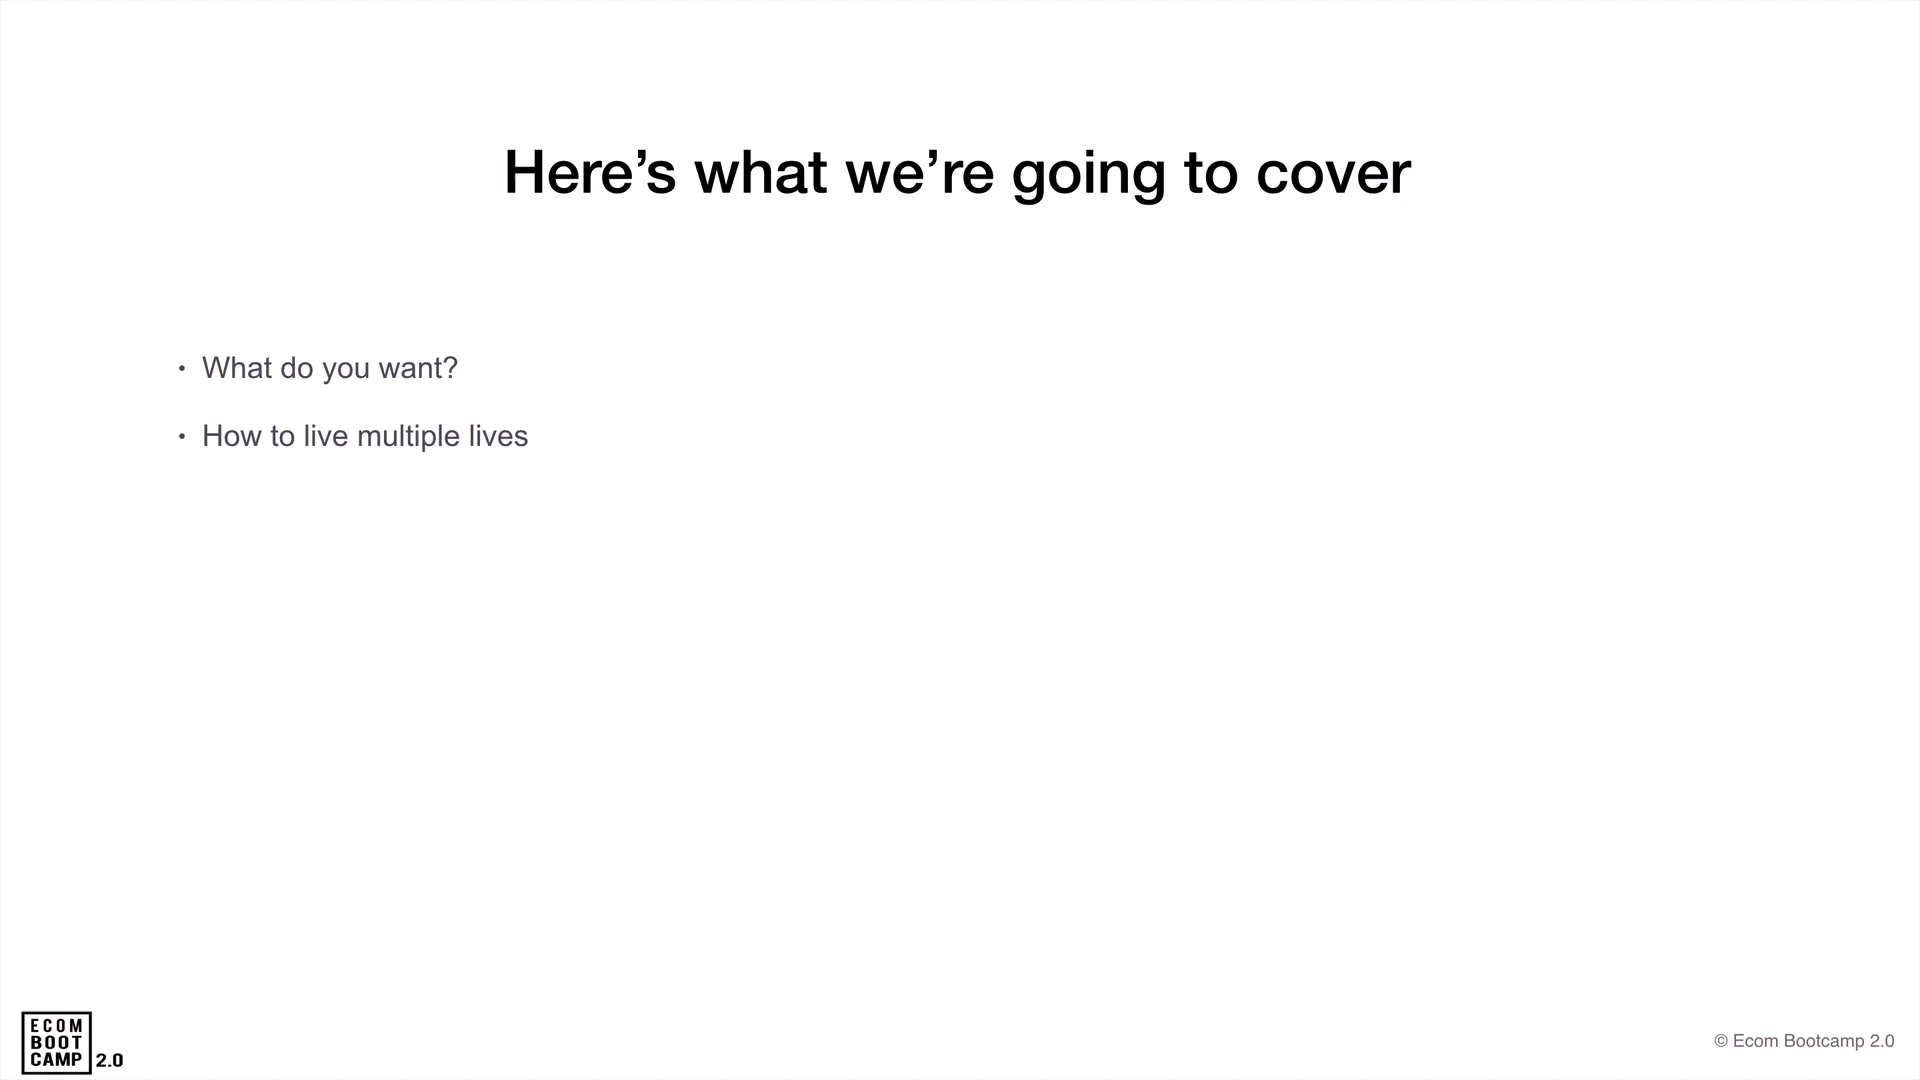 Here’s what we’re going to cover
• What do you want?
• How to live multiple lives
ECOM
BOOT
CAMP 2.0
© Ecom Bootcamp 2.0